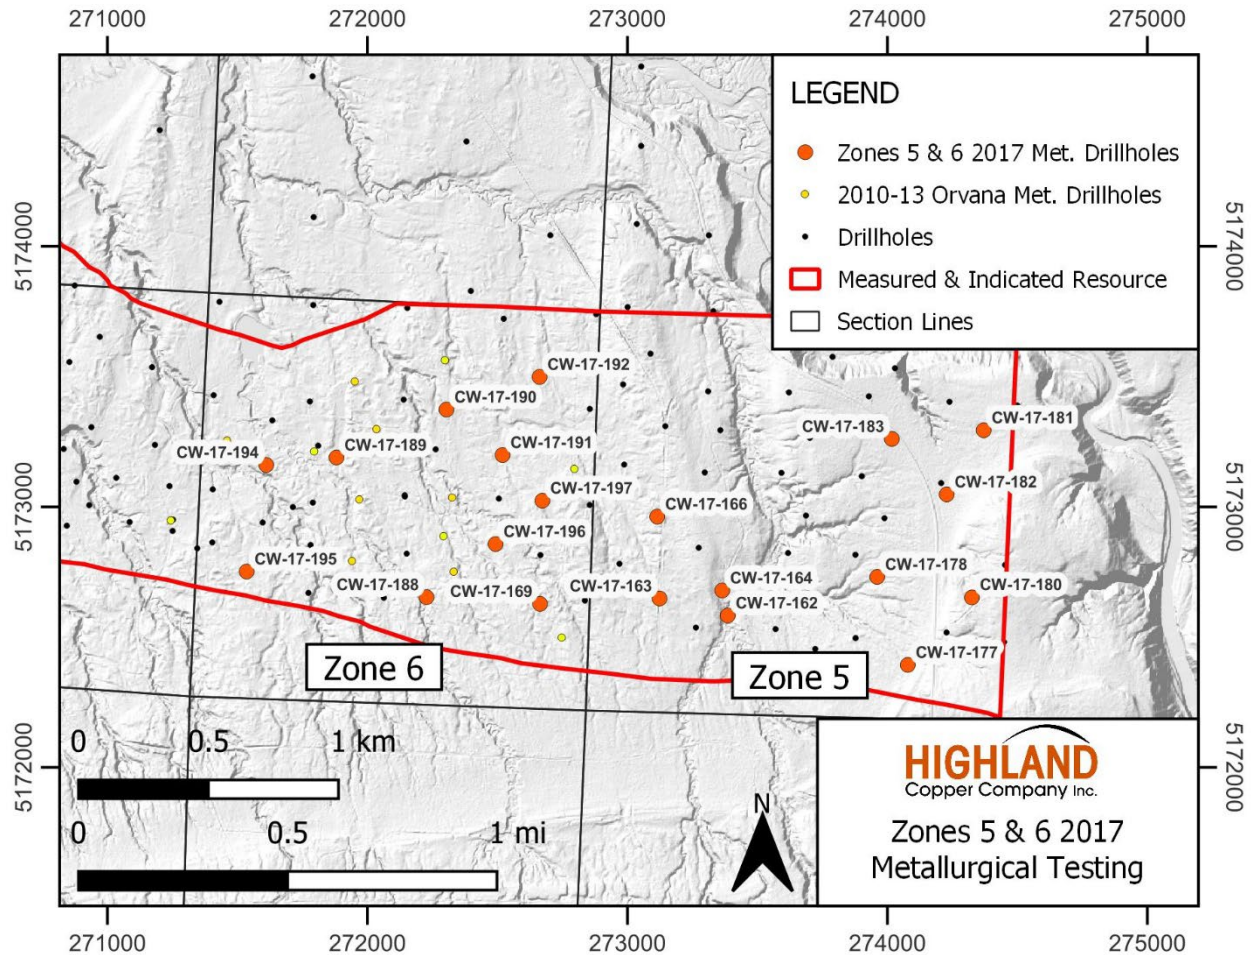 271000
272000
273000
274000
275000
LEGEND
Zones 5 & 6 2017 Met. Drillholes
2010-13 Orvana Met. Drillholes
Drillholes
Measured & Indicated Resource
Section Lines
5174000
5174000
CW-17-192
CW-17-190
CW-17-181
CW-17-183
CW-17-194
CW-17-189
CW-17-191
CW-17-197
CW-17-182
5173000
CW-17-166
5173000
CW-17-196
CW-17-195
CW-17-188
CW-17-169
CW-17-163
CW-17-164
CW-17-178
CW-17-180
CW-17-162
CW-17-177
Zone 6
Zone 5
0 0.5 1 km
5172000
5172000
0 0.5 1 mi
N
HIGHLAND
Copper Company Inc.
Zones 5 & 6 2017
Metallurgical Testing
271000
272000
273000
274000
275000